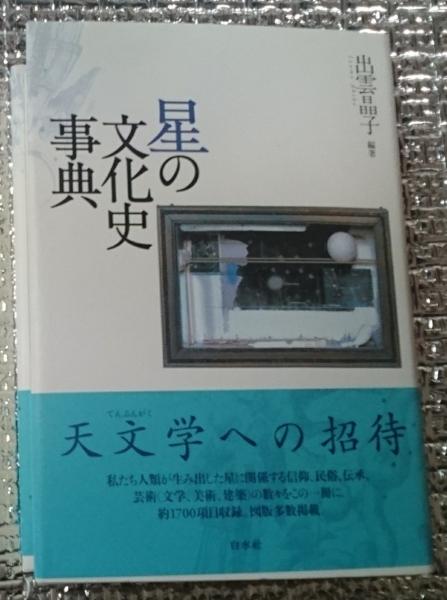 星の
文化史
事典
出雲晶子
編著
てんぶんがく
天文学への招待
私たち人類が生み出した星に関係する信仰、民俗、伝承、
芸術(文学、美術、建築)の数々をこの一冊に。
約1700項目収録。図版多数掲載
白水社